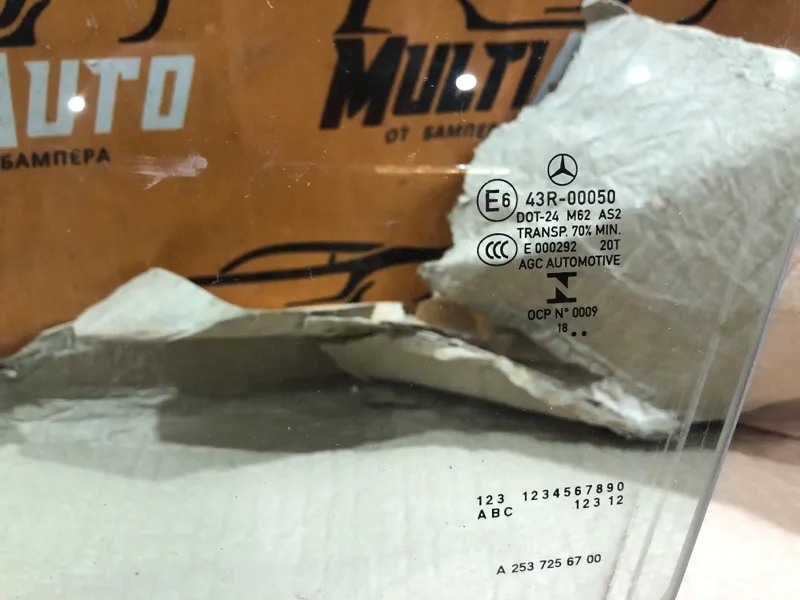 AUTO
БАМПЕРА
MULTI
ОТ БАМПЕРА
E6 43R-00050
DOT-24 M62 AS2
TRANSP. 70% MIN.
CCC E 000292 20T
AGC AUTOMOTIVE
OCP N° 0009
18 ..
123 1234567890
ABC 123 12
A 253 725 67 00